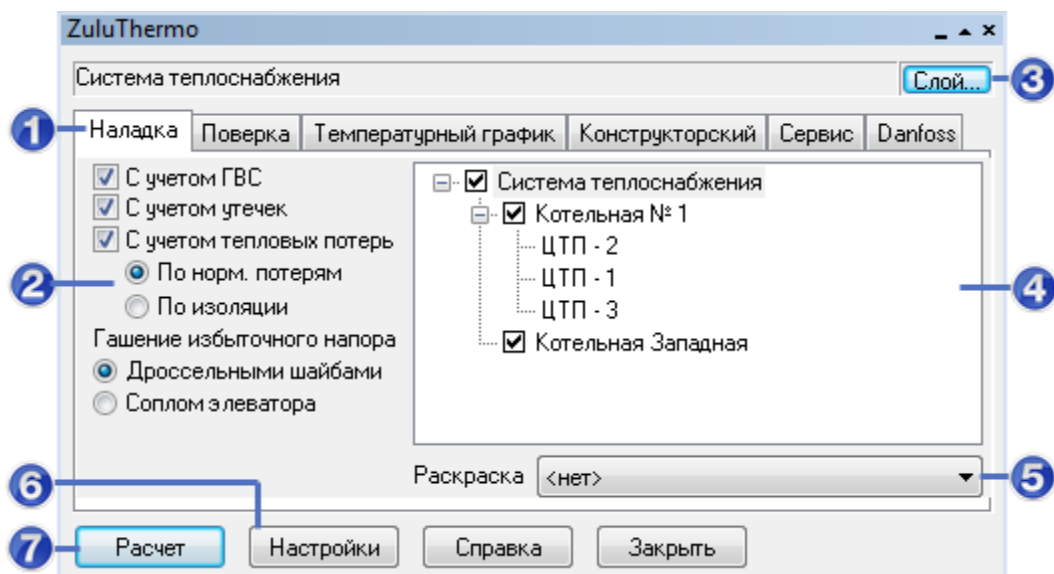 ZuluThermo
Система теплоснабжения
Слой...
3
1
Наладка
Поверка
Температурный график
Конструкторский
Сервис
Danfoss
С учетом ГВС
С учетом утечек
С учетом тепловых потерь
2
По норм. потерям
По изоляции
Гашение избыточного напора
Дроссельными шайбами
Соплом элеватора
Система теплоснабжения
Котельная № 1
ЦТП - 2
ЦТП - 1
ЦТП - 3
Котельная Западная
4
Раскраска
<нет>
5
6
7
Расчет
Настройки
Справка
Закрыть